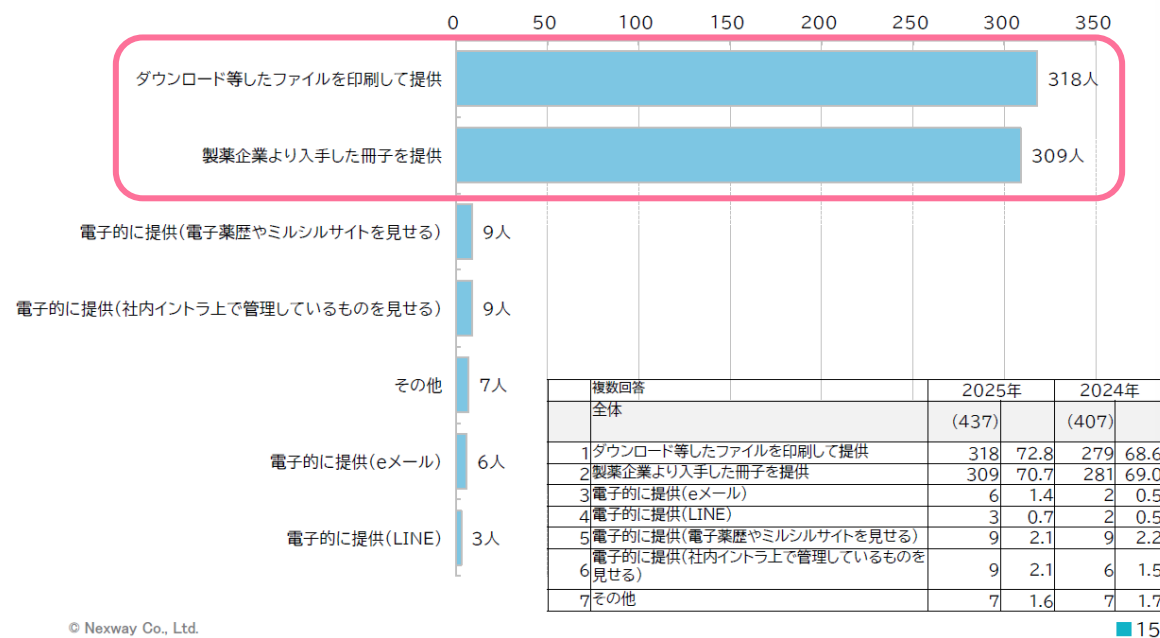 0 50 100 150 200 250 300 350
ダウンロード等したファイルを印刷して提供 318人
製薬企業より入手した冊子を提供 309人
電子的に提供(電子薬歴やミルシルサイトを見せる) 9人
電子的に提供(社内イントラ上で管理しているものを見せる) 9人
その他 7人
電子的に提供(eメール) 6人
電子的に提供(LINE) 3人
複数回答 2025年 2024年
全体 (437) (407)
1 ダウンロード等したファイルを印刷して提供 318 72.8 279 68.6
2 製薬企業より入手した冊子を提供 309 70.7 281 69.0
3 電子的に提供(eメール) 6 1.4 2 0.5
4 電子的に提供(LINE) 3 0.7 2 0.5
5 電子的に提供(電子薬歴やミルシルサイトを見せる) 9 2.1 9 2.2
6 電子的に提供(社内イントラ上で管理しているものを
見せる) 9 2.1 6 1.5
7 その他 7 1.6 7 1.7
© Nexway Co., Ltd.
15